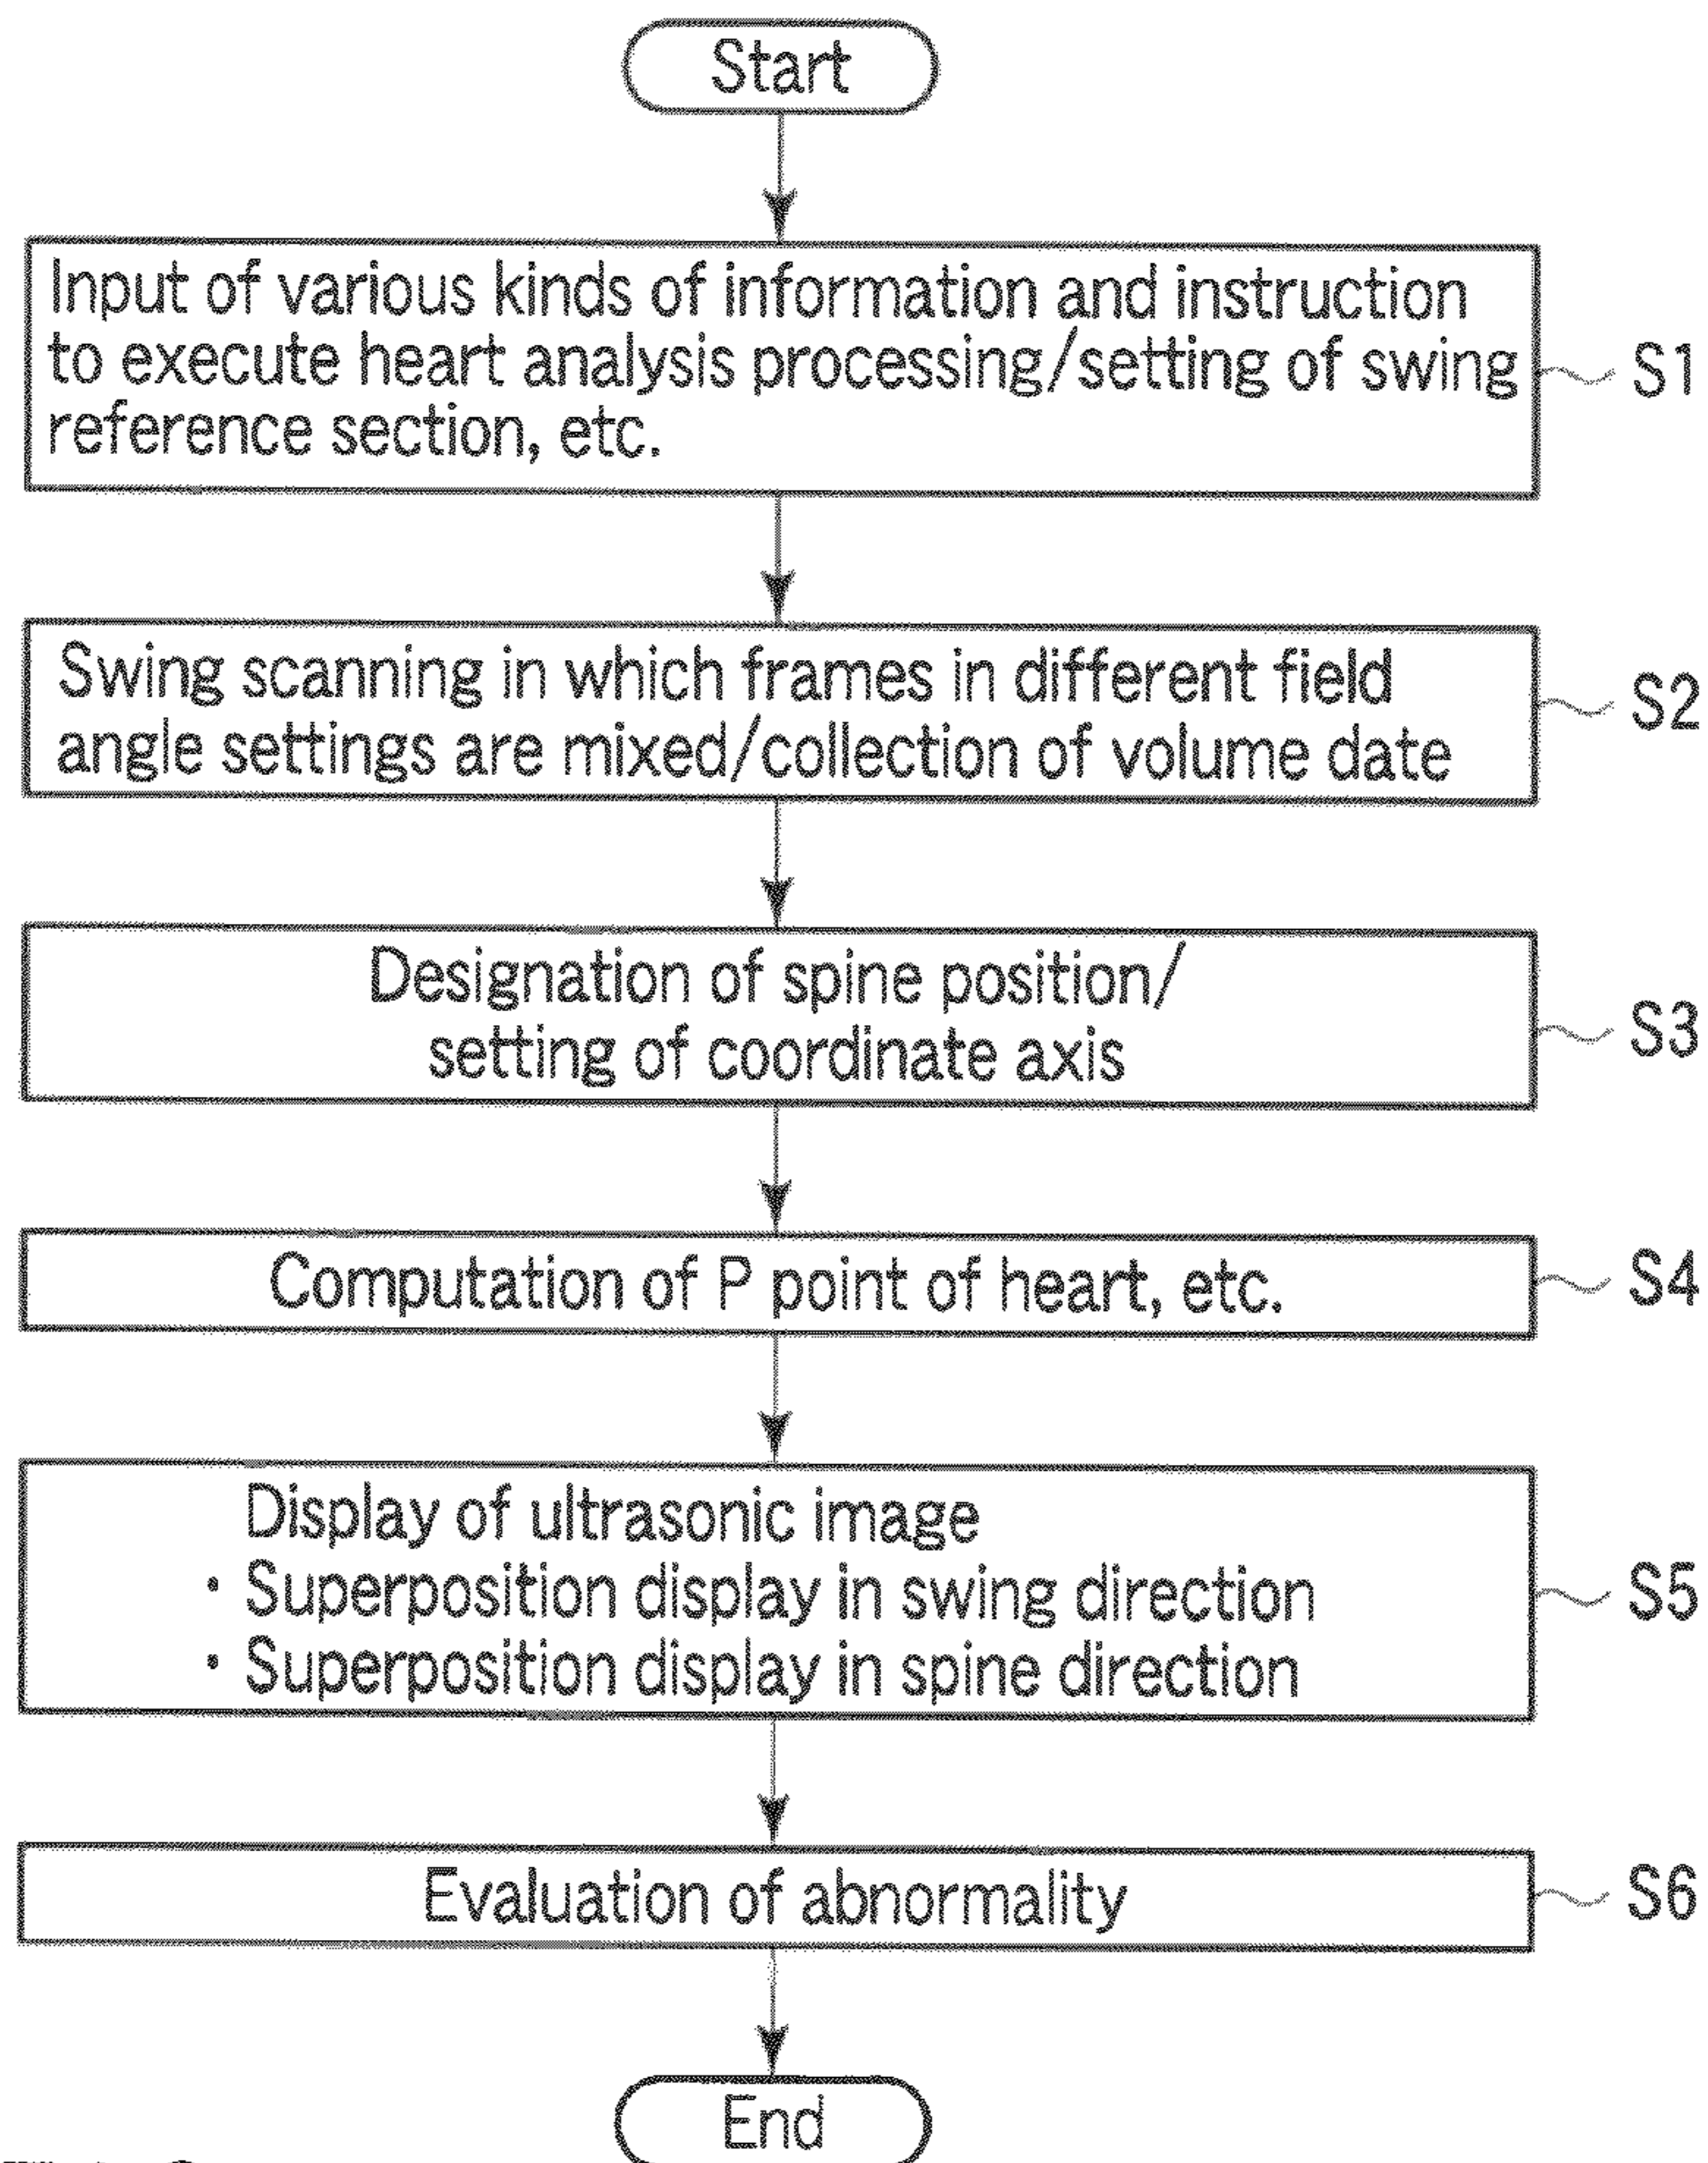 Start
Input of various kinds of information and instruction
to execute heart analysis processing/setting of swing
reference section, etc.
S1
Swing scanning in which frames in different field
angle settings are mixed/collection of volume date
S2
Designation of spine position/
setting of coordinate axis
S3
Computation of P point of heart, etc.
S4
Display of ultrasonic image
· Superposition display in swing direction
· Superposition display in spine direction
S5
Evaluation of abnormality
S6
End